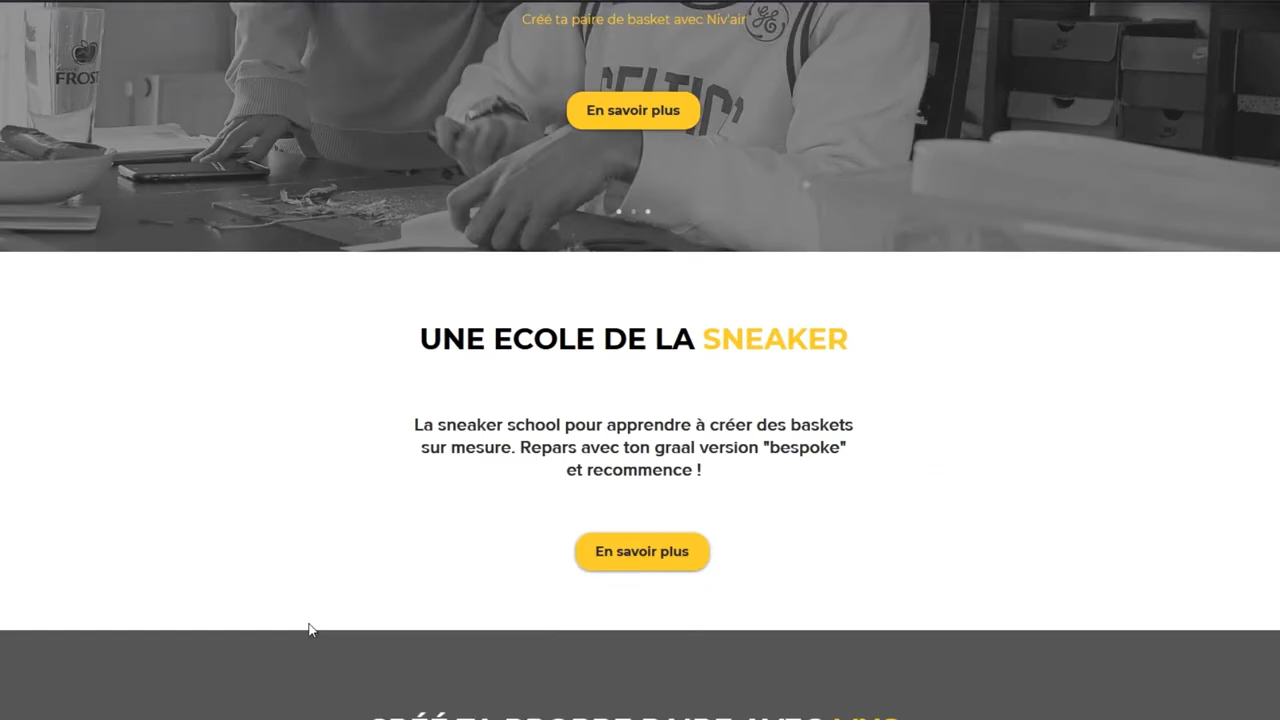 Créé ta paire de basket avec Niv'air
FROST
CELTIC
En savoir plus
UNE ECOLE DE LA SNEAKER
La sneaker school pour apprendre à créer des baskets
sur mesure. Repars avec ton graal version "bespoke"
et recommence !
En savoir plus